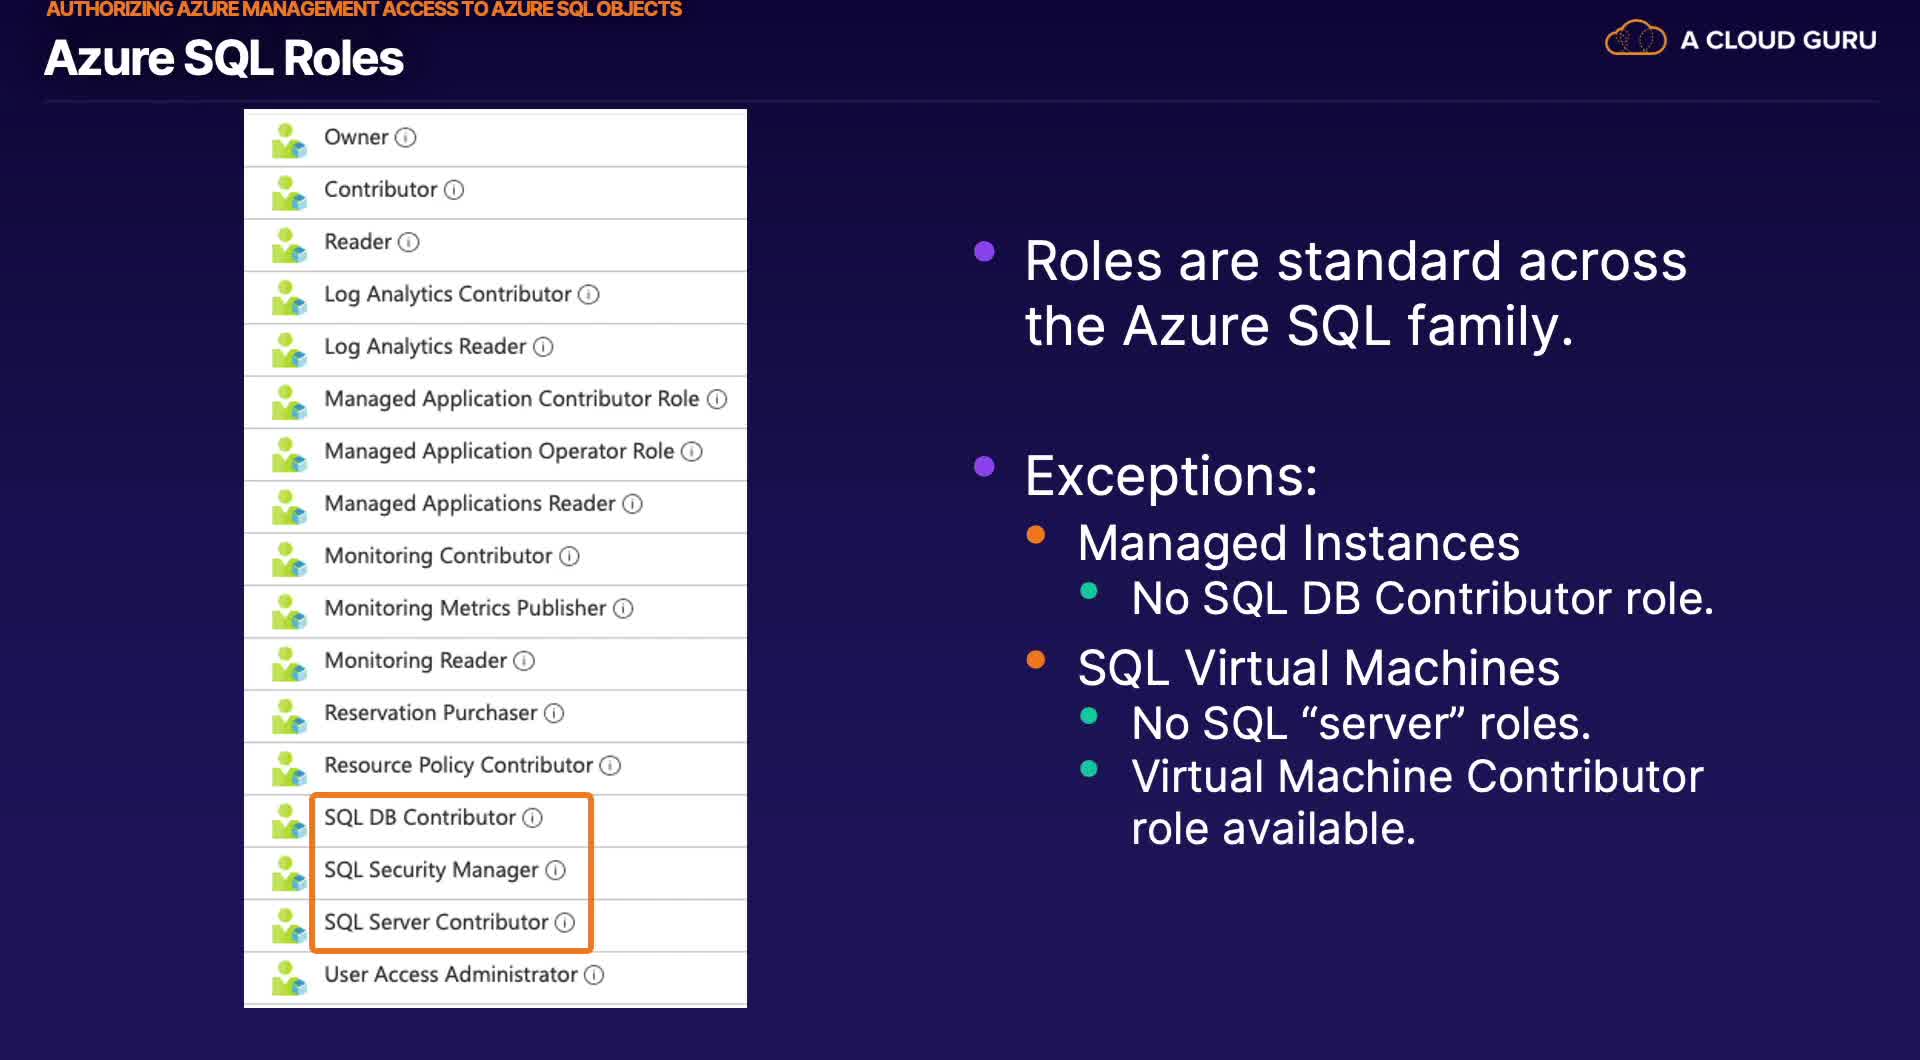 AUTHORIZING AZURE MANAGEMENT ACCESS TO AZURE SQL OBJECTS
Azure SQL Roles
A CLOUD GURU
Owner
Contributor
Reader
Log Analytics Contributor
Log Analytics Reader
Managed Application Contributor Role
Managed Application Operator Role
Managed Applications Reader
Monitoring Contributor
Monitoring Metrics Publisher
Monitoring Reader
Reservation Purchaser
Resource Policy Contributor
SQL DB Contributor
SQL Security Manager
SQL Server Contributor
User Access Administrator
Roles are standard across
the Azure SQL family.
Exceptions:
Managed Instances
No SQL DB Contributor role.
SQL Virtual Machines
No SQL “server” roles.
Virtual Machine Contributor
role available.